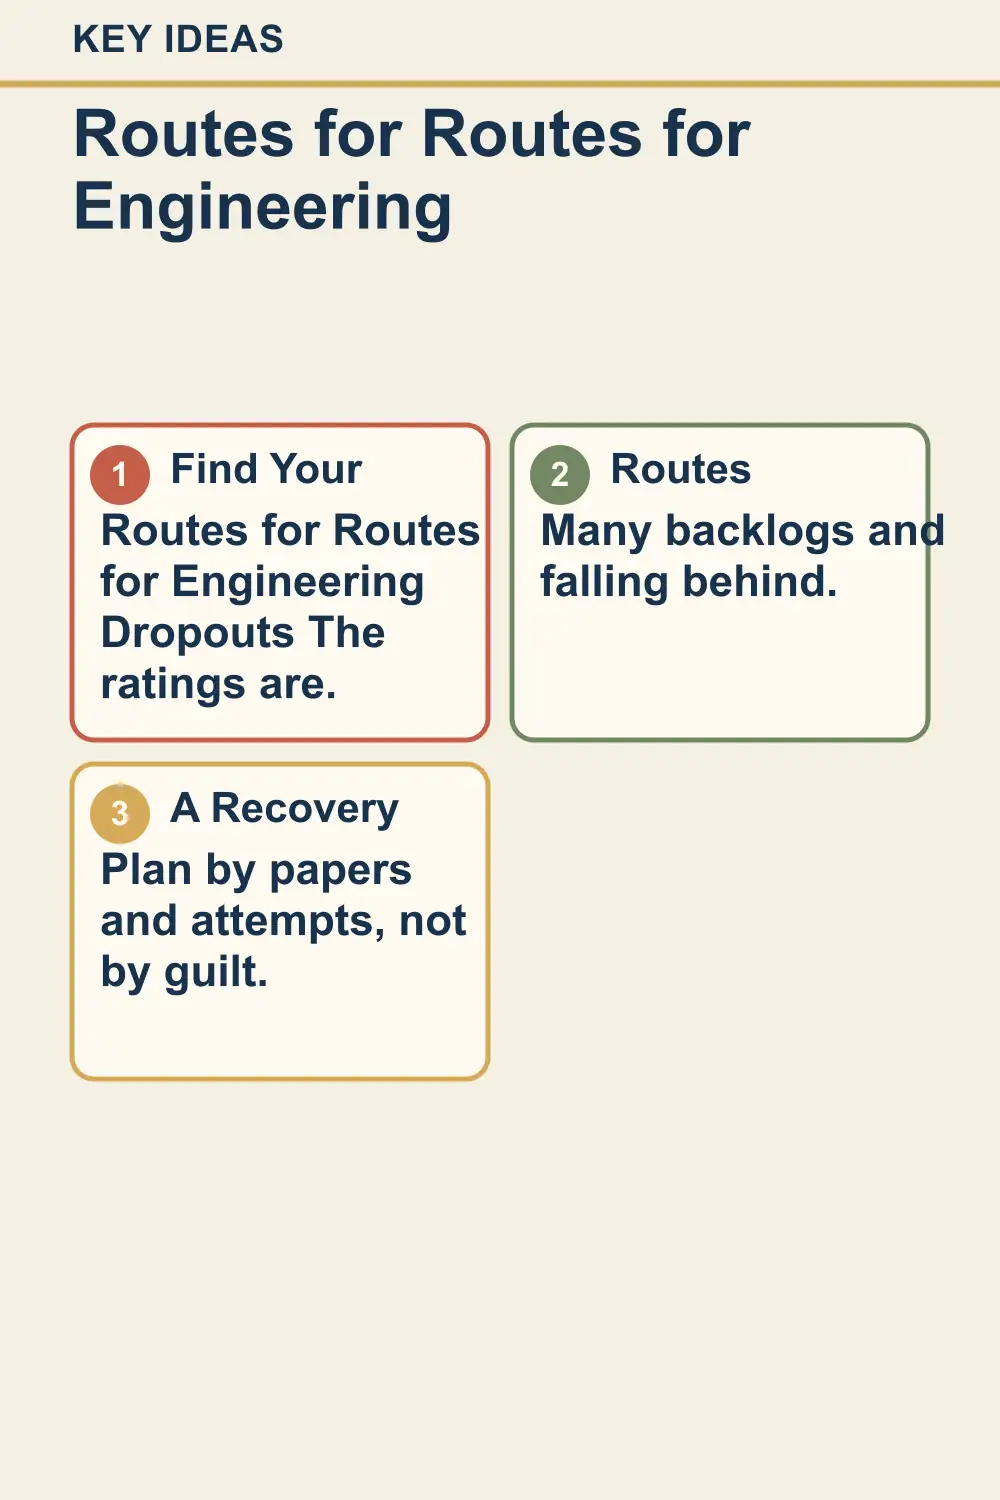 KEY IDEAS
Routes for Routes for
Engineering
1 Find Your
Routes for Routes
for Engineering
Dropouts The
ratings are.
2 Routes
Many backlogs and
falling behind.
3 A Recovery
Plan by papers
and attempts, not
by guilt.